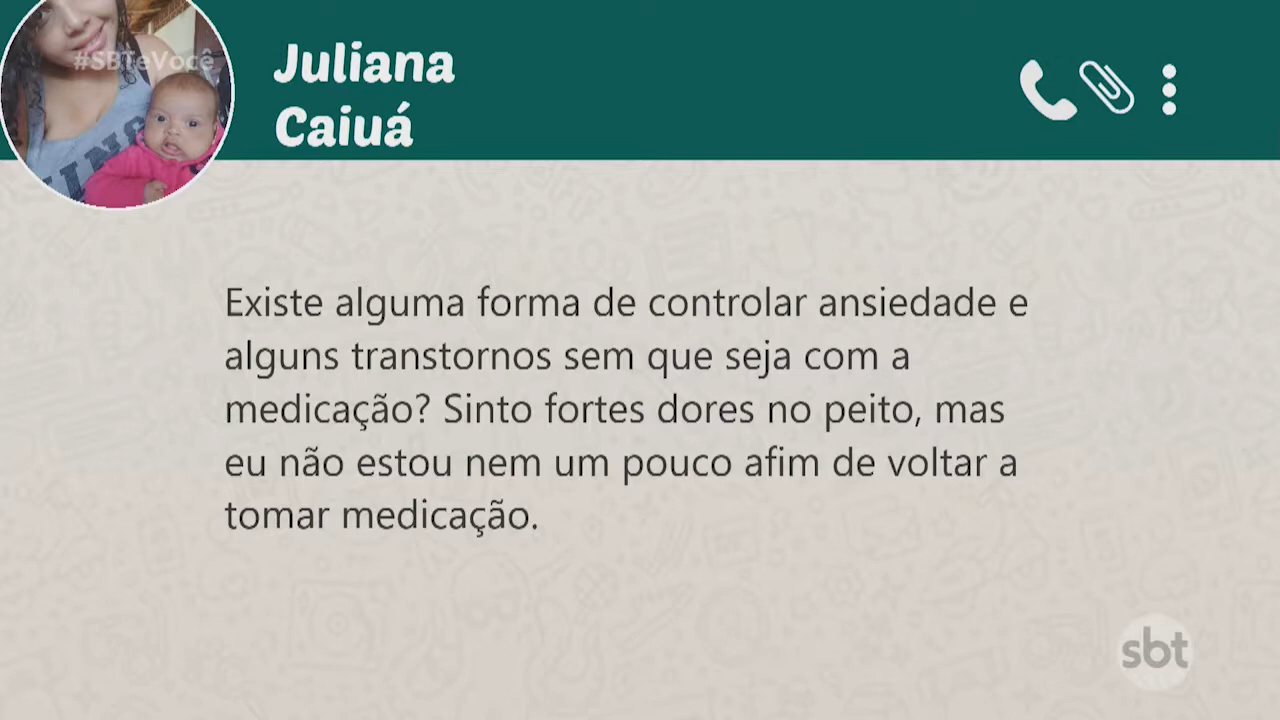 #SBTeVocê
Juliana
Caiuá
Existe alguma forma de controlar ansiedade e
alguns transtornos sem que seja com a
medicação? Sinto fortes dores no peito, mas
eu não estou nem um pouco afim de voltar a
tomar medicação.
sbt